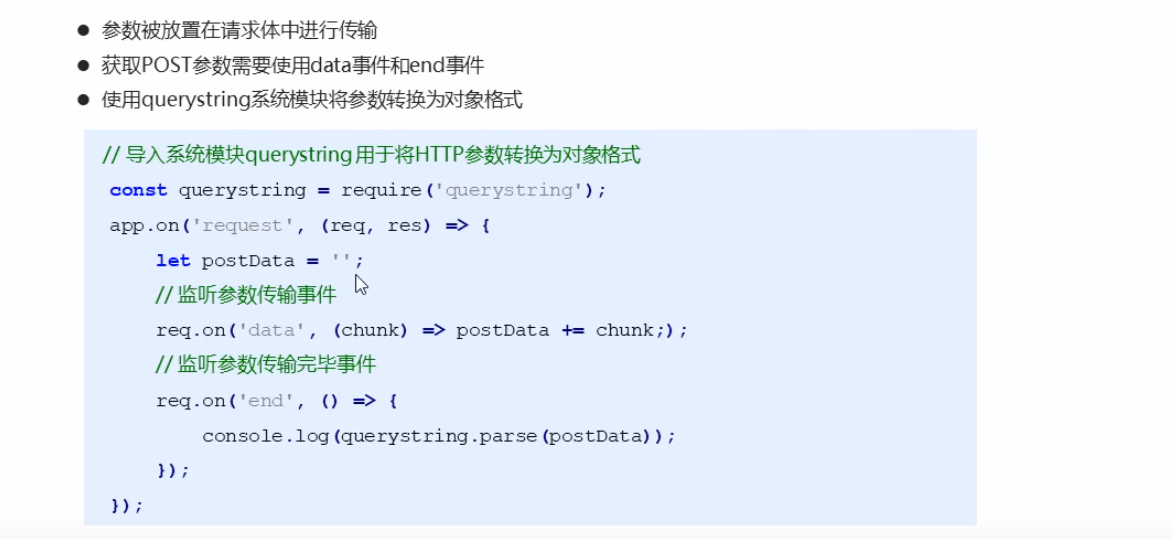 ● 参数被放置在请求体中进行传输
● 获取POST参数需要使用data事件和end事件
● 使用querystring系统模块将参数转换为对象格式
// 导入系统模块querystring 用于将HTTP参数转换为对象格式
const querystring = require('querystring');
app.on('request', (req, res) => {
    let postData = '';
    // 监听参数传输事件
    req.on('data', (chunk) => postData += chunk;);
    // 监听参数传输完毕事件
    req.on('end', () => {
        console.log(querystring.parse(postData));
    });
});